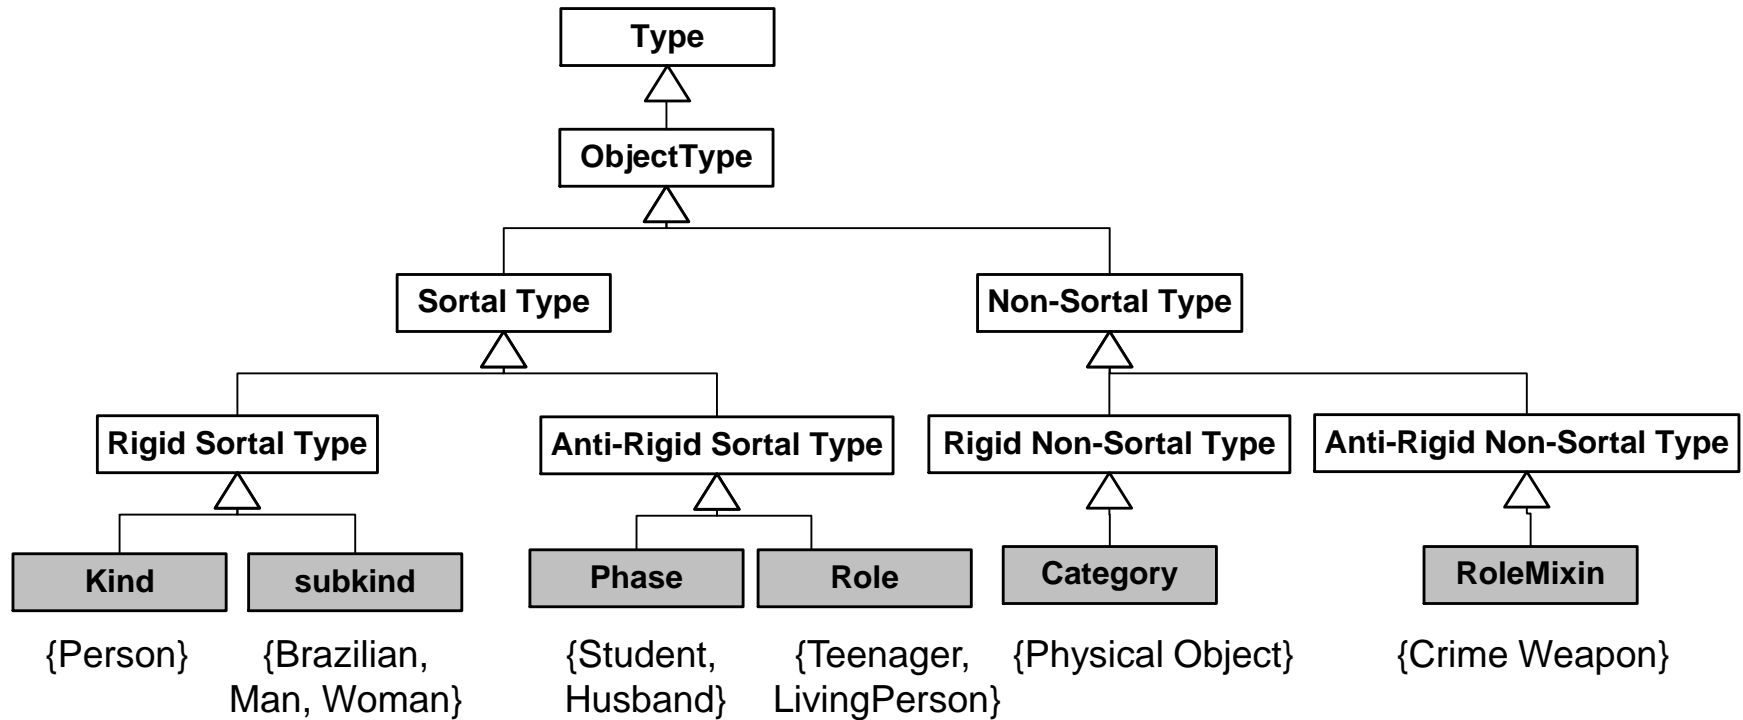 Type
ObjectType
Sortal Type
Non-Sortal Type
Rigid Sortal Type
Anti-Rigid Sortal Type
Rigid Non-Sortal Type
Anti-Rigid Non-Sortal Type
Kind
subkind
Phase
Role
Category
RoleMixin
{Person}
{Brazilian,
Man, Woman}
{Student,
Husband}
{Teenager,
LivingPerson}
{Physical Object}
{Crime Weapon}